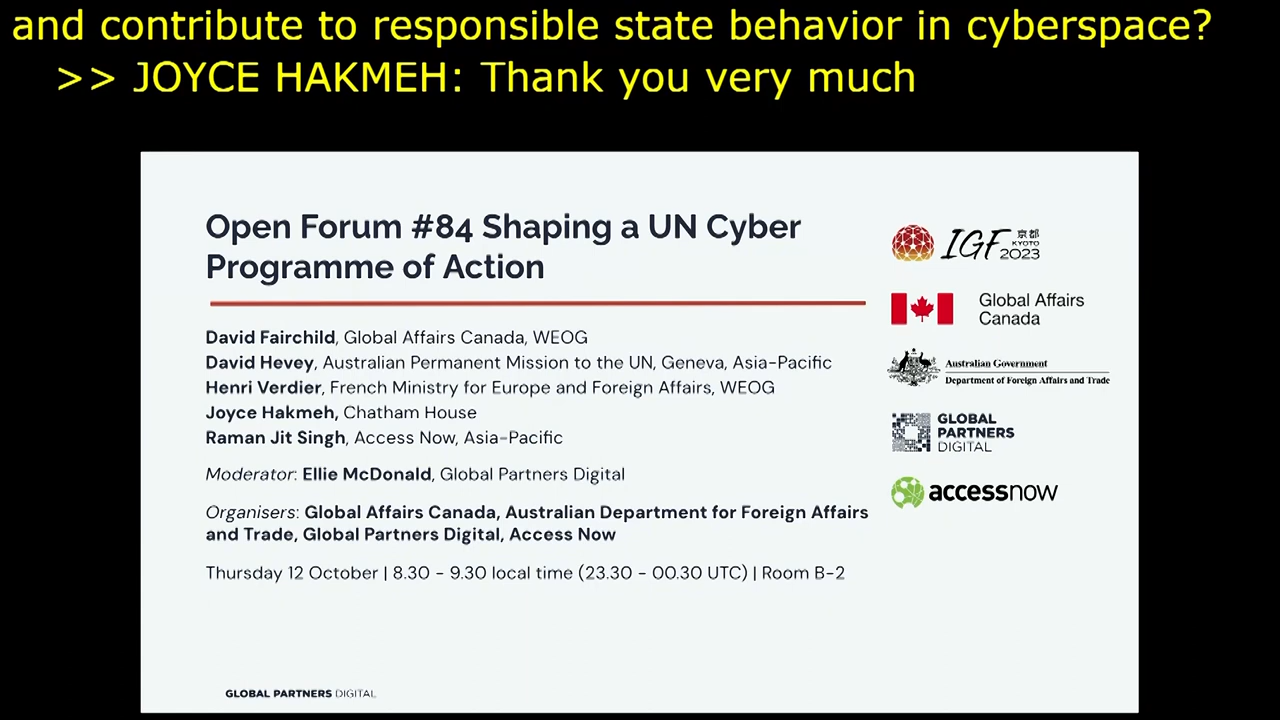 and contribute to responsible state behavior in cyberspace?
>> JOYCE HAKMEH: Thank you very much
Open Forum #84 Shaping a UN Cyber
Programme of Action
David Fairchild, Global Affairs Canada, WEOG
David Hevey, Australian Permanent Mission to the UN, Geneva, Asia-Pacific
Henri Verdier, French Ministry for Europe and Foreign Affairs, WEOG
Joyce Hakmeh, Chatham House
Raman Jit Singh, Access Now, Asia-Pacific
Moderator: Ellie McDonald, Global Partners Digital
Organisers: Global Affairs Canada, Australian Department for Foreign Affairs
and Trade, Global Partners Digital, Access Now
Thursday 12 October | 8.30 - 9.30 local time (23.30 - 00.30 UTC) | Room B-2
IGF 京都
KYOTO
2023
Global Affairs
Canada
Australian Government
Department of Foreign Affairs and Trade
GLOBAL
PARTNERS
DIGITAL
accessnow
GLOBAL PARTNERS DIGITAL